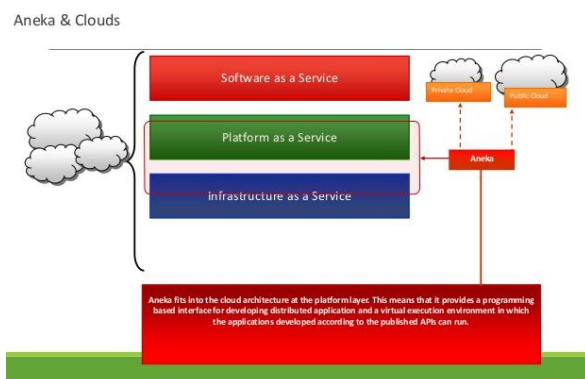 Aneka & Clouds
Software as a Service
Private Cloud
Public Cloud
Platform as a Service
Aneka
Infrastructure as a Service
Aneka fits into the cloud architecture at the platform layer. This means that it provides a programming
based interface for developing distributed application and a virtual execution environment in which
the applications developed according to the published APIs can run.